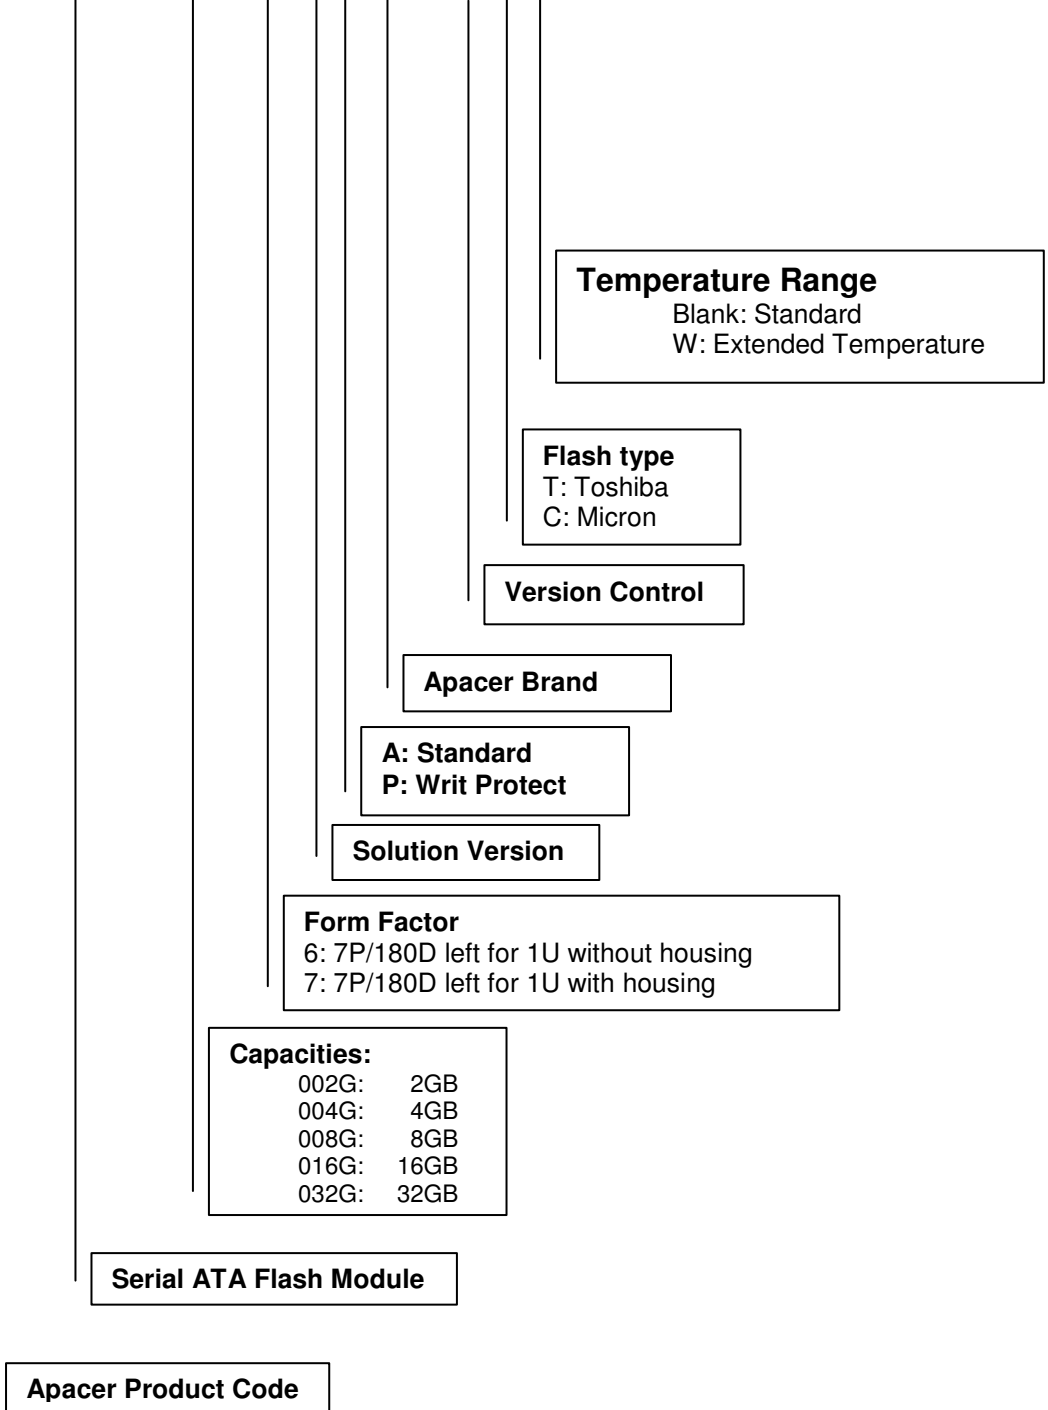 Temperature Range
Blank: Standard
W: Extended Temperature
Flash type
T: Toshiba
C: Micron
Version Control
Apacer Brand
A: Standard
P: Writ Protect
Solution Version
Form Factor
6: 7P/180D left for 1U without housing
7: 7P/180D left for 1U with housing
Capacities:
002G: 2GB
004G: 4GB
008G: 8GB
016G: 16GB
032G: 32GB
Serial ATA Flash Module
Apacer Product Code